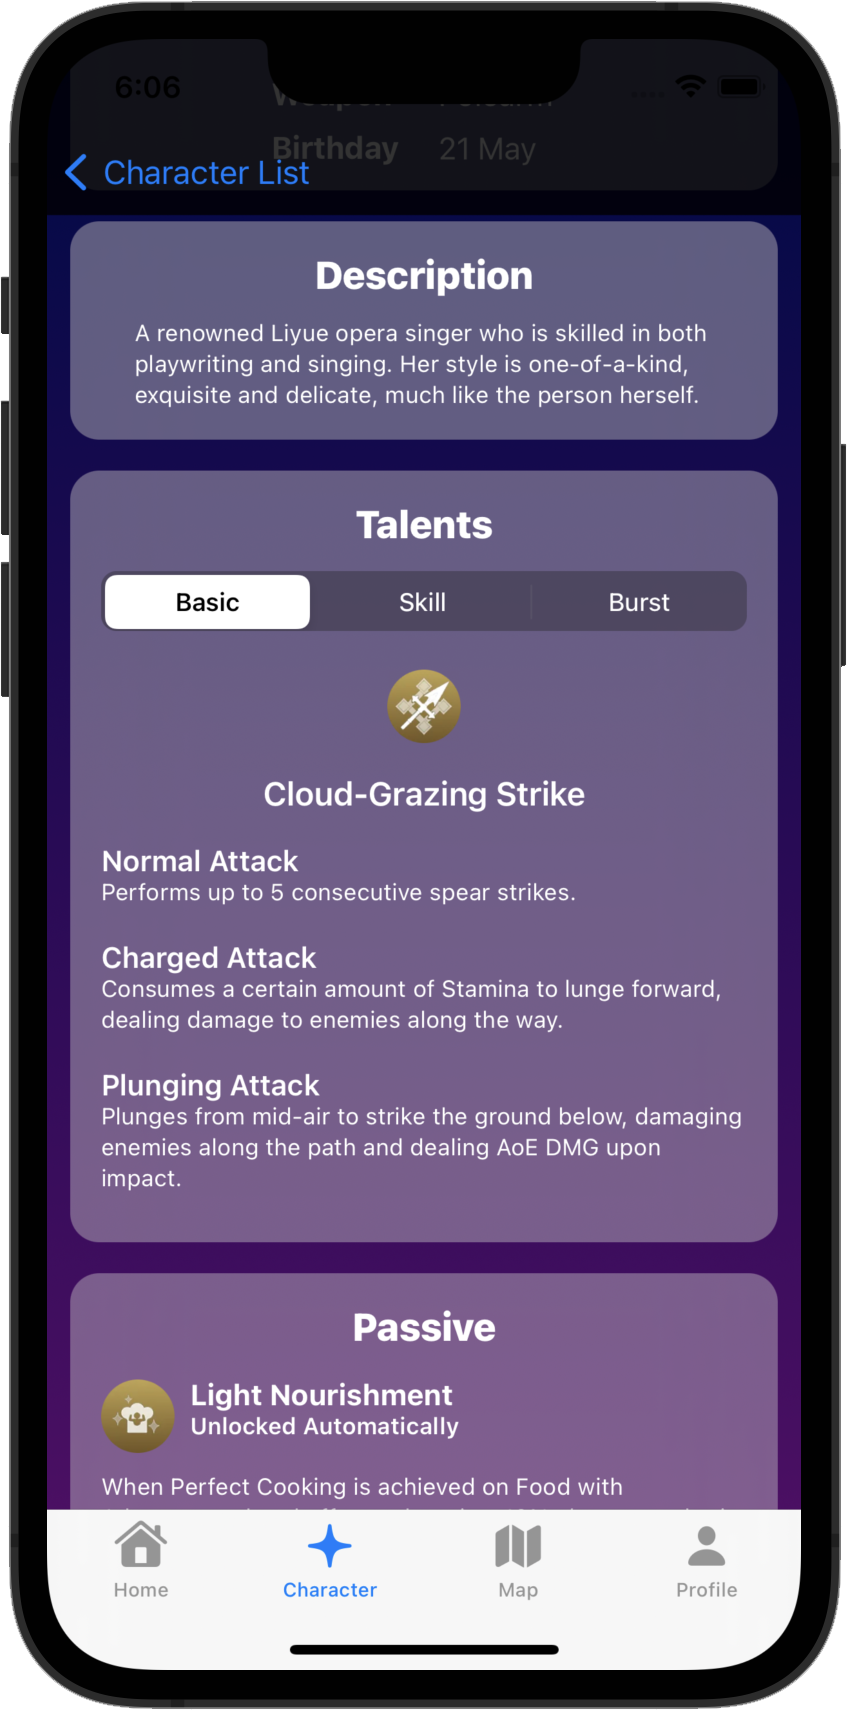 6:06
Weapon Polearm
Birthday 21 May
Character List
Description
A renowned Liyue opera singer who is skilled in both
playwriting and singing. Her style is one-of-a-kind,
exquisite and delicate, much like the person herself.
Talents
Basic Skill Burst
Cloud-Grazing Strike
Normal Attack
Performs up to 5 consecutive spear strikes.
Charged Attack
Consumes a certain amount of Stamina to lunge forward,
dealing damage to enemies along the way.
Plunging Attack
Plunges from mid-air to strike the ground below, damaging
enemies along the path and dealing AoE DMG upon
impact.
Passive
Light Nourishment
Unlocked Automatically
When Perfect Cooking is achieved on Food with
Home Character Map Profile